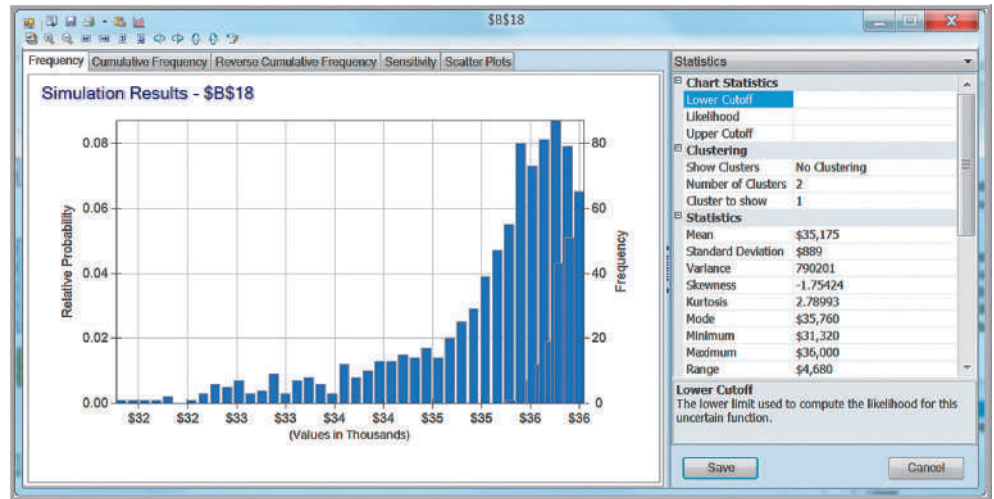 $B$18
Frequency Cumulative Frequency Reverse Cumulative Frequency Sensitivity Scatter Plots
Simulation Results - $B$18
Relative Probability
0.08
0.06
0.04
0.02
0.00
80
60
40
20
0
Frequency
$32 $32 $33 $33 $34 $34 $35 $35 $36 $36
(Values in Thousands)
Statistics
Chart Statistics
Lower Cutoff
Likelihood
Upper Cutoff
Clustering
Show Clusters No Clustering
Number of Clusters 2
Cluster to show 1
Statistics
Mean $35,175
Standard Deviation $889
Variance 790201
Skewness -1.75424
Kurtosis 2.78993
Mode $35,760
Minimum $31,320
Maximum $36,000
Range $4,680
Lower Cutoff
The lower limit used to compute the likelihood for this
uncertain function.
Save Cancel